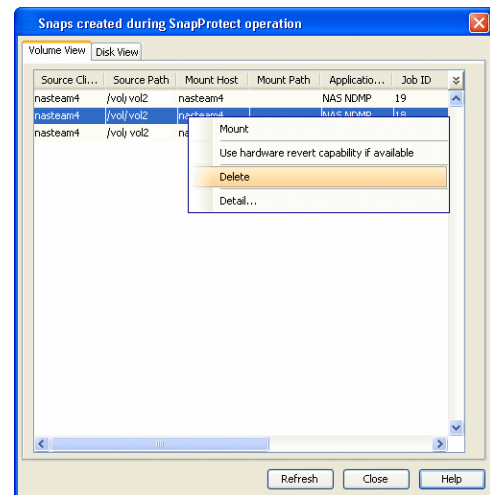 Snaps created during SnapProtect operation
Volume View Disk View
Source Cli... Source Path Mount Host Mount Path Applicatio... Job ID
nasteam4 /vol/ vol2 nasteam4 NAS NDMP 19
nasteam4 /vol/ vol2 nasteam4 NAS NDMP 18
nasteam4 /vol/ vol2 na
Mount
Use hardware revert capability if available
Delete
Detail...
Refresh Close Help